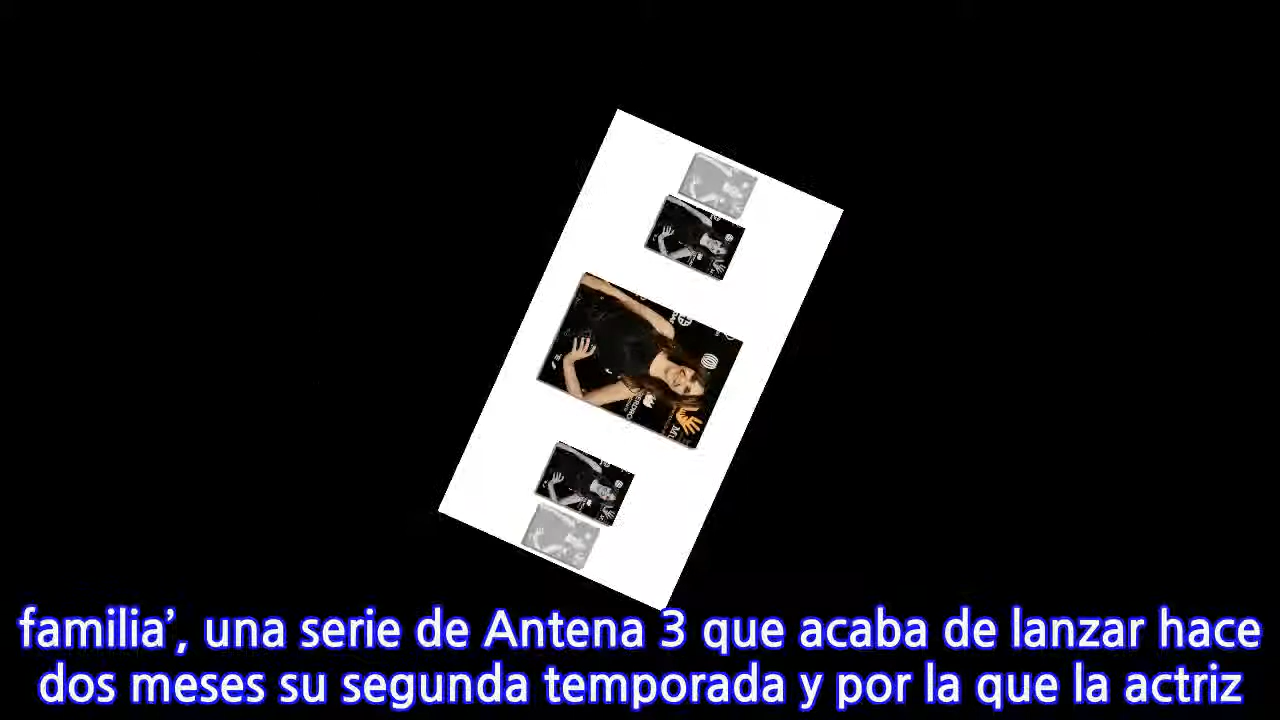 familia’, una serie de Antena 3 que acaba de lanzar hace
dos meses su segunda temporada y por la que la actriz